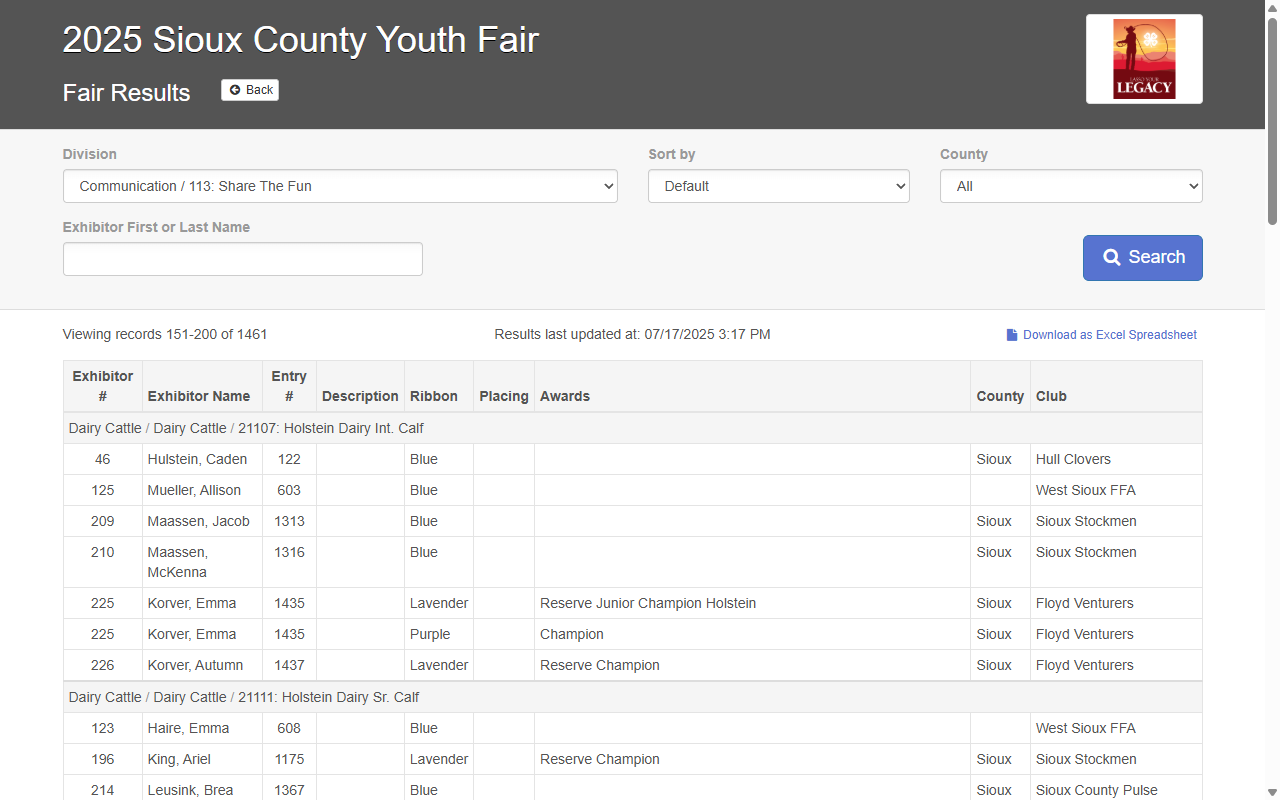 2025 Sioux County Youth Fair
Fair Results
Back
LASSO YOUR
LEGACY
Division
Sort by
County
Communication / 113: Share The Fun
Default
All
Exhibitor First or Last Name
Search
Viewing records 151-200 of 1461
Results last updated at: 07/17/2025 3:17 PM
Download as Excel Spreadsheet
Exhibitor # Exhibitor Name Entry # Description Ribbon Placing Awards County Club
Dairy Cattle / Dairy Cattle / 21107: Holstein Dairy Int. Calf
46 Hulstein, Caden 122 Blue Sioux Hull Clovers
125 Mueller, Allison 603 Blue West Sioux FFA
209 Maassen, Jacob 1313 Blue Sioux Sioux Stockmen
210 Maassen, McKenna 1316 Blue Sioux Sioux Stockmen
225 Korver, Emma 1435 Lavender Reserve Junior Champion Holstein Sioux Floyd Venturers
225 Korver, Emma 1435 Purple Champion Sioux Floyd Venturers
226 Korver, Autumn 1437 Lavender Reserve Champion Sioux Floyd Venturers
Dairy Cattle / Dairy Cattle / 21111: Holstein Dairy Sr. Calf
123 Haire, Emma 608 Blue West Sioux FFA
196 King, Ariel 1175 Lavender Reserve Champion Sioux Sioux Stockmen
214 Leusink, Brea 1367 Blue Sioux Sioux County Pulse